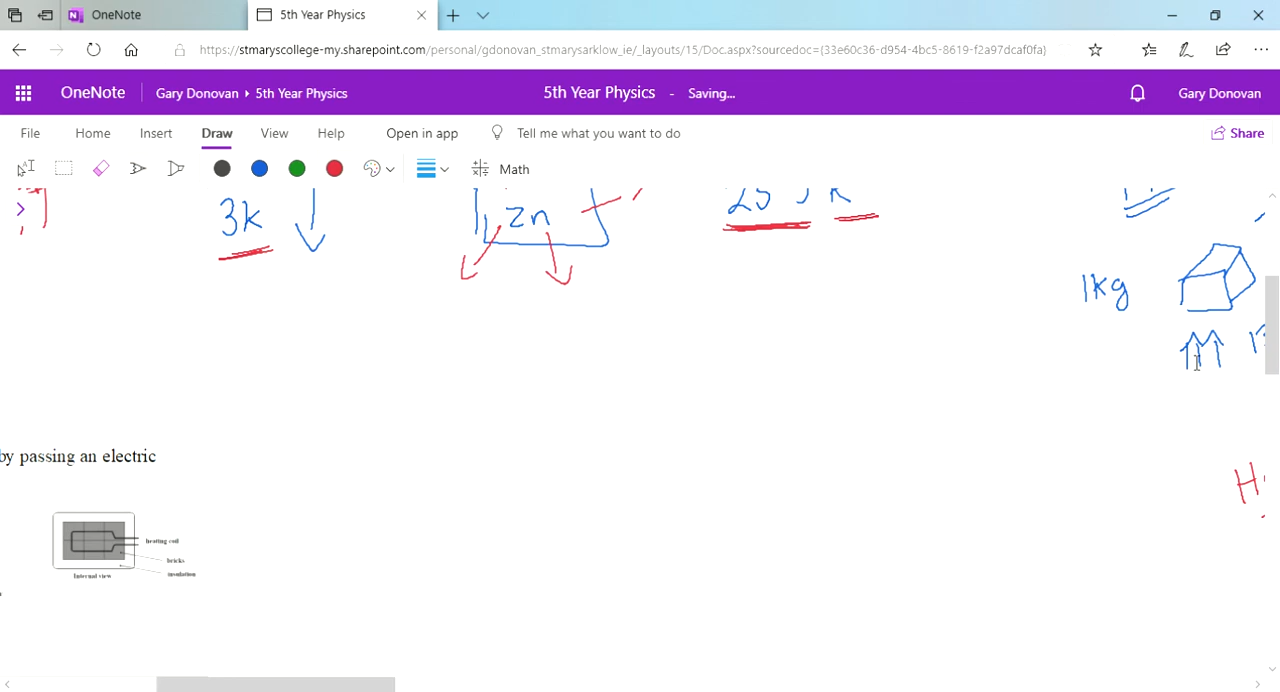 OneNote
5th Year Physics
https://stmaryscollege-my.sharepoint.com/personal/gdonovan_stmarysarklow_ie/_layouts/15/Doc.aspx?sourcedoc={33e60c36-d954-4bc5-8619-f2a97dcaf0fa}
OneNote
Gary Donovan › 5th Year Physics
5th Year Physics - Saving...
Gary Donovan
File Home Insert Draw View Help Open in app Tell me what you want to do
Share
Math
3k
Zn
1kg
by passing an electric
heating coil
bricks
insulation
Internal view